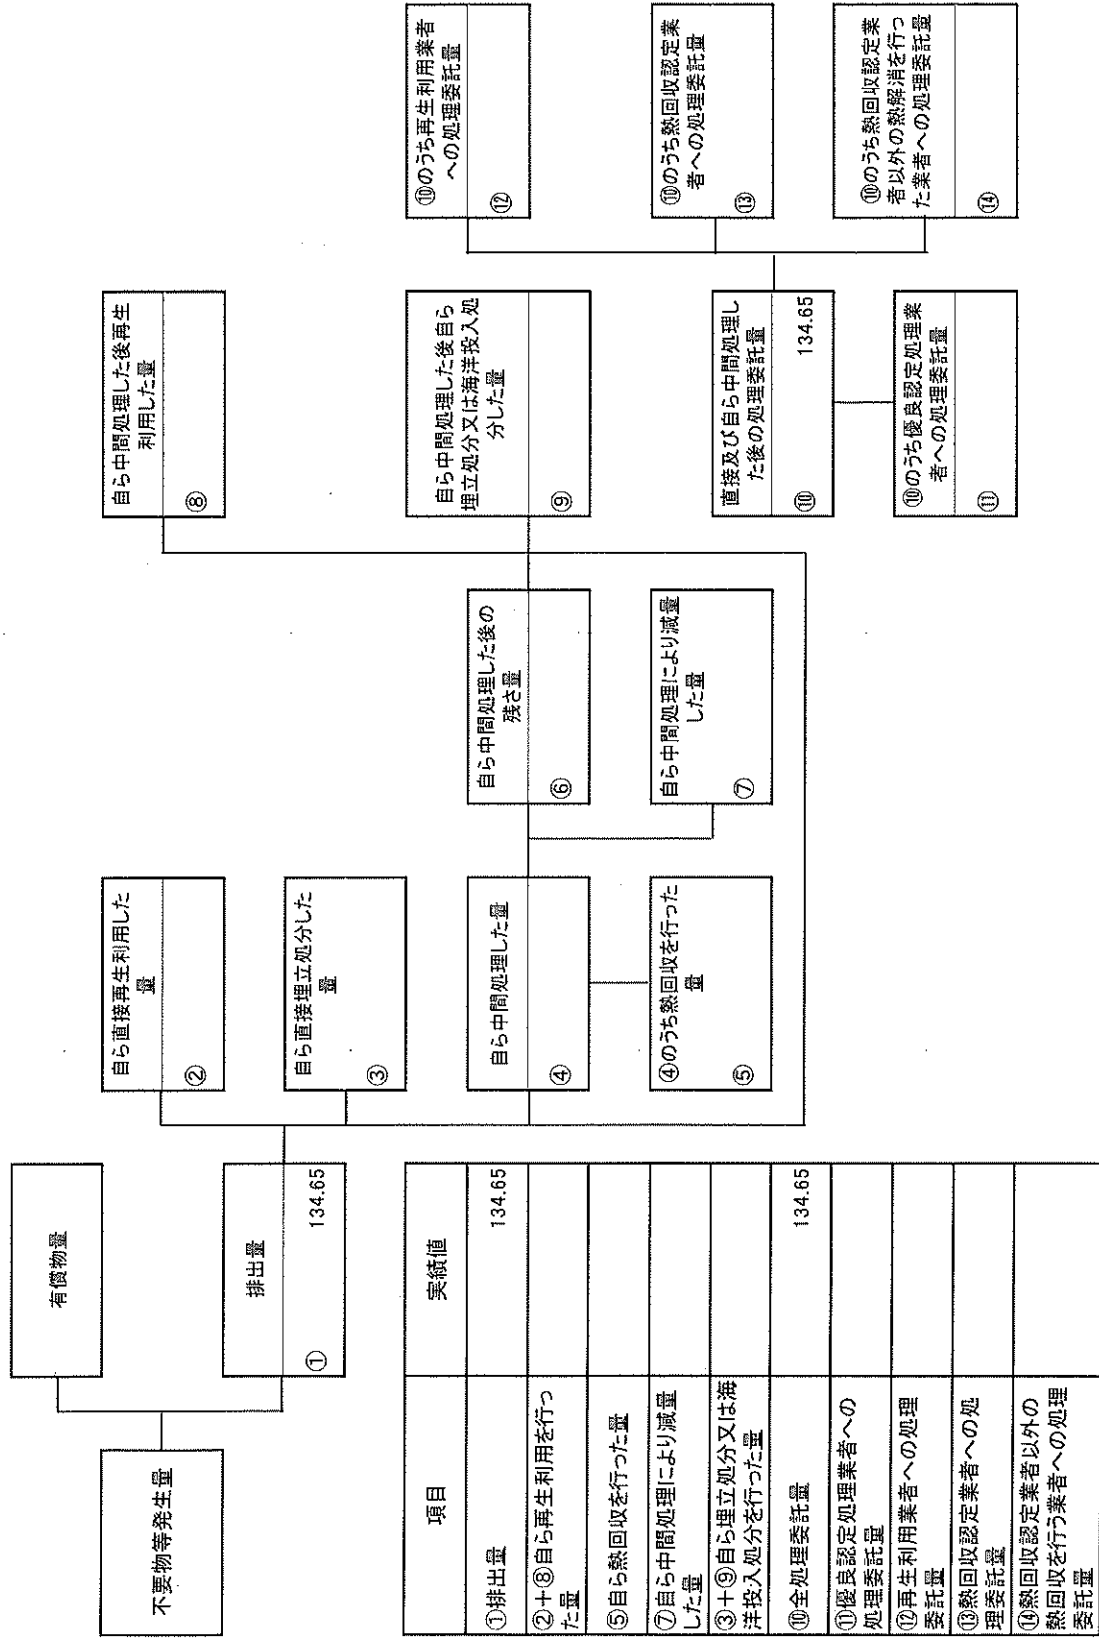 不要物等発生量
有償物量
排出量
① 134.65
自ら直接再生利用した
量
②
自ら直接埋立処分した
量
③
自ら中間処理した量
④
④のうち熱回収を行った
量
⑤
自ら中間処理した後の
残さ量
⑥
自ら中間処理により減量
した量
⑦
自ら中間処理した後再生
利用した量
⑧
自ら中間処理した後自ら
埋立処分又は海洋投入処
分した量
⑨
直接及び自ら中間処理し
た後の処理委託量
⑩ 134.65
⑩のうち優良認定処理業
者への処理委託量
⑪
⑩のうち再生利用業者
への処理委託量
⑫
⑩のうち熱回収認定業
者への処理委託量
⑬
⑩のうち熱回収認定業
者以外の熱解消を行っ
た業者への処理委託量
⑭
項目 実績値
①排出量 134.65
②+⑧自ら再生利用を行っ
た量
⑤自ら熱回収を行った量
⑦自ら中間処理により減量
した量
③+⑨自ら埋立処分又は海
洋投入処分を行った量
⑩全処理委託量 134.65
⑪優良認定処理業者への
処理委託量
⑫再生利用業者への処理
委託量
⑬熱回収認定業者への処
理委託量
⑭熱回収認定業者以外の
熱回収を行う業者への処理
委託量